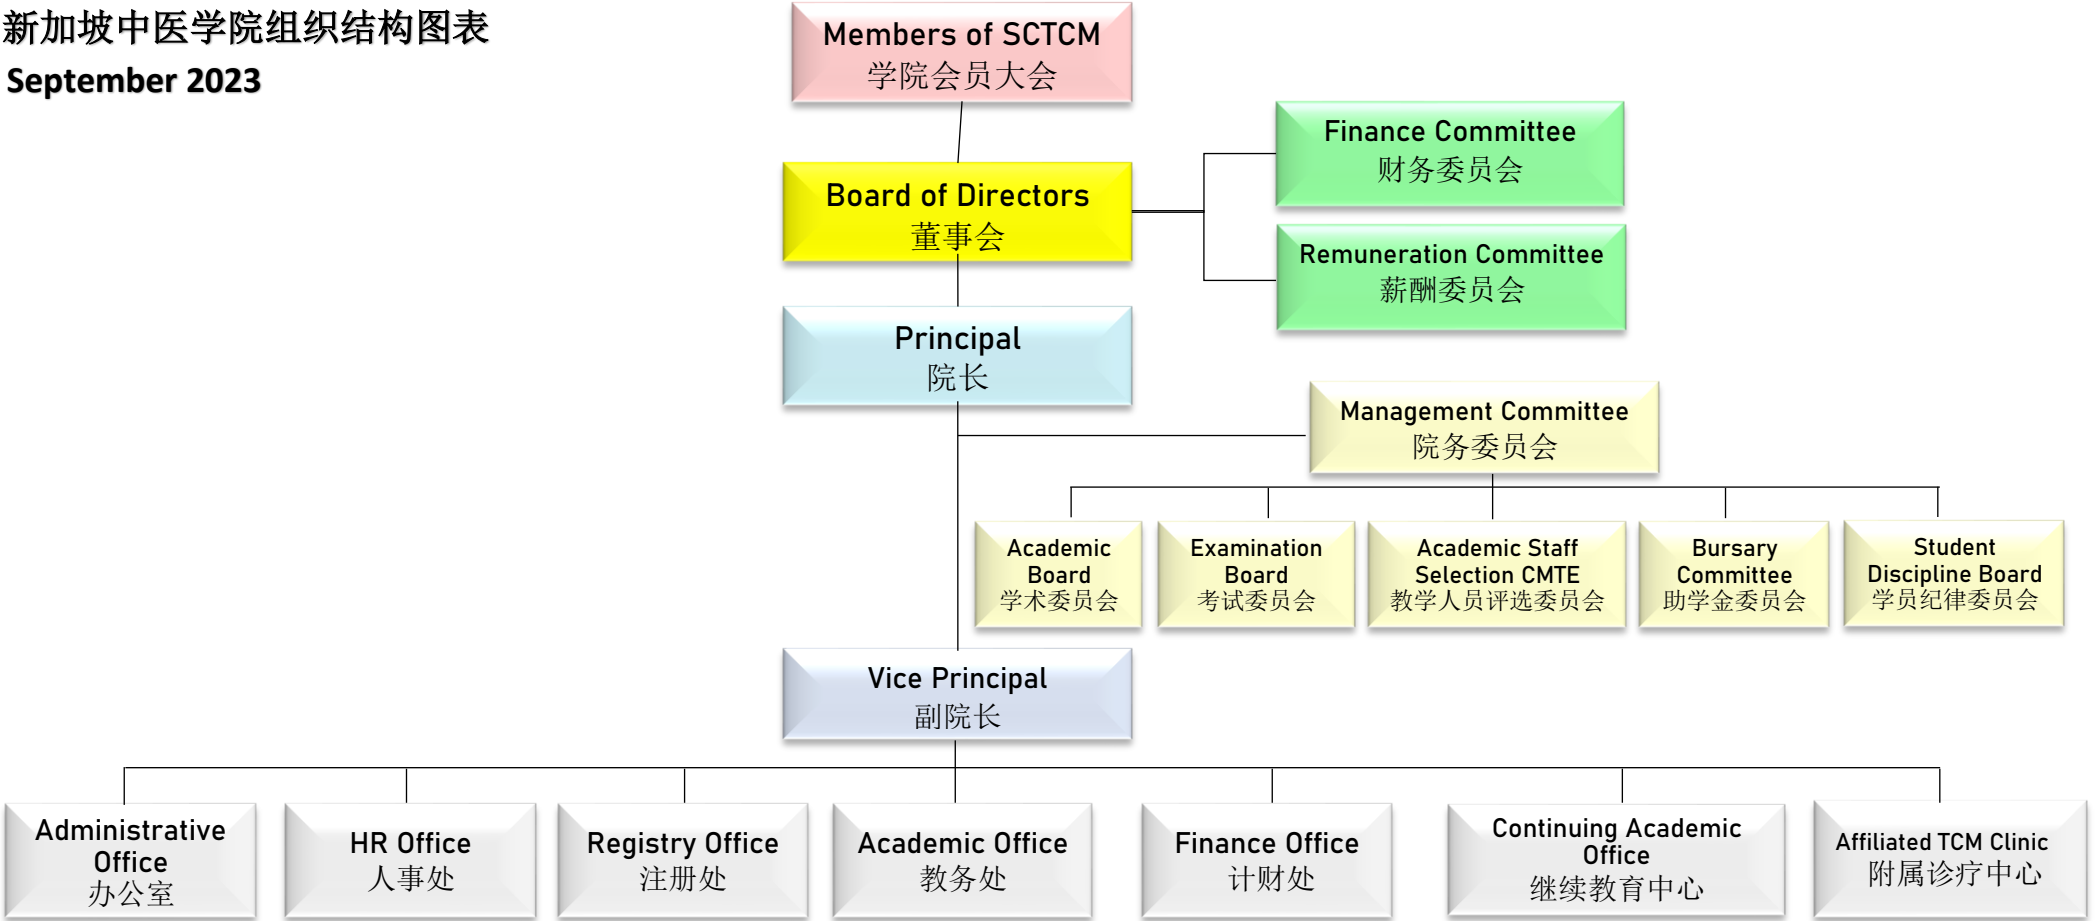 新加坡中医学院组织结构图表
September 2023
Members of SCTCM
学院会员大会
Finance Committee
财务委员会
Board of Directors
董事会
Remuneration Committee
薪酬委员会
Principal
院长
Management Committee
院务委员会
Academic
Board
学术委员会
Examination
Board
考试委员会
Academic Staff
Selection CMTE
教学人员评选委员会
Bursary
Committee
助学金委员会
Student
Discipline Board
学员纪律委员会
Vice Principal
副院长
Administrative
Office
办公室
HR Office
人事处
Registry Office
注册处
Academic Office
教务处
Finance Office
计财处
Continuing Academic
Office
继续教育中心
Affiliated TCM Clinic
附属诊疗中心